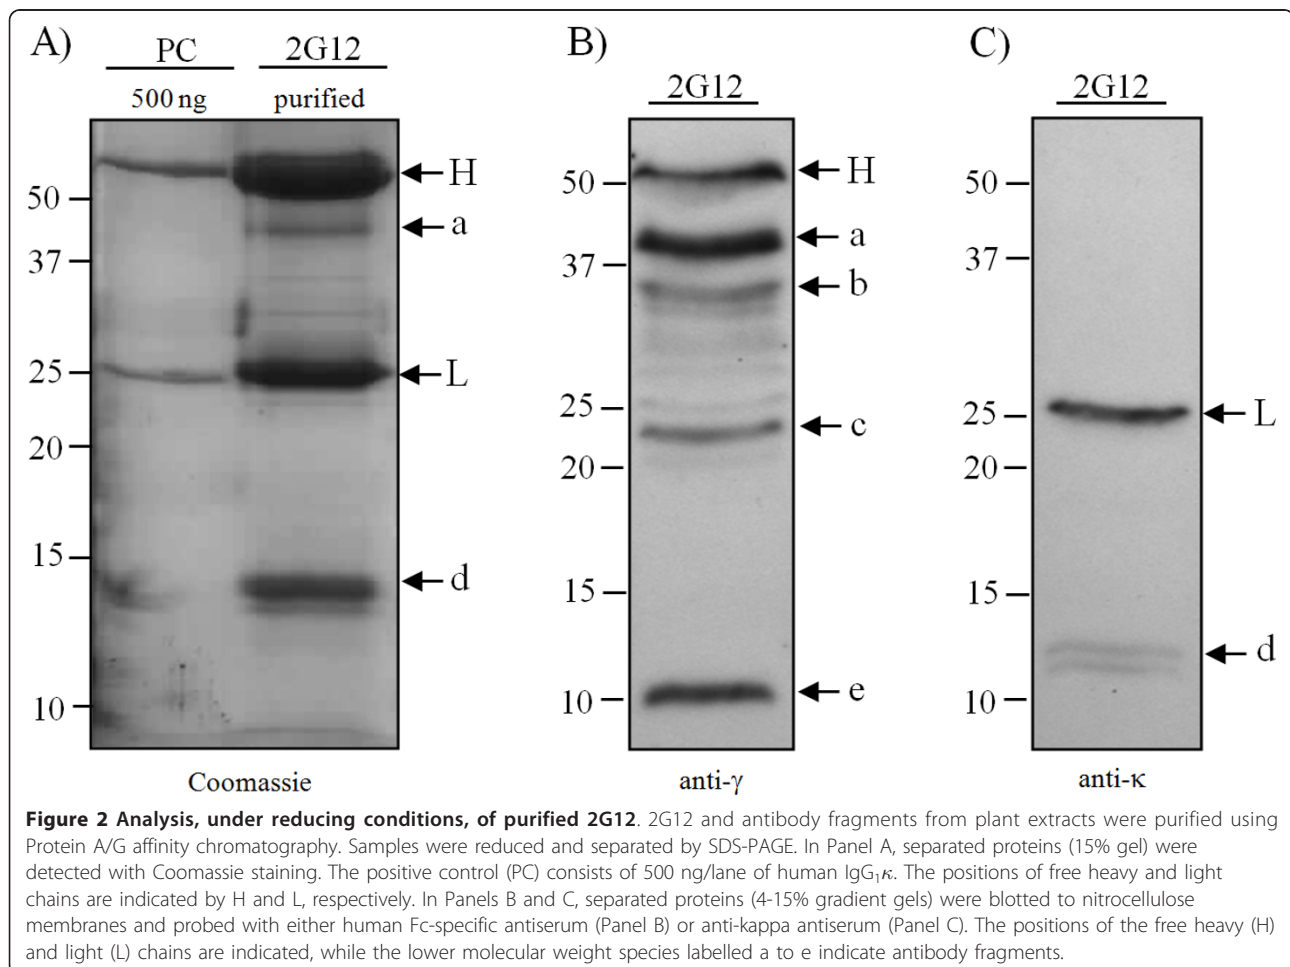 A)
PC
2G12
500 ng
purified
50
37
25
20
15
10
H
a
L
d
Coomassie
B)
2G12
50
37
25
20
15
10
H
a
b
c
e
anti-γ
C)
2G12
50
37
25
20
15
10
L
d
anti-κ
Figure 2 Analysis, under reducing conditions, of purified 2G12. 2G12 and antibody fragments from plant extracts were purified using
Protein A/G affinity chromatography. Samples were reduced and separated by SDS-PAGE. In Panel A, separated proteins (15% gel) were
detected with Coomassie staining. The positive control (PC) consists of 500 ng/lane of human IgG₁κ. The positions of free heavy and light
chains are indicated by H and L, respectively. In Panels B and C, separated proteins (4-15% gradient gels) were blotted to nitrocellulose
membranes and probed with either human Fc-specific antiserum (Panel B) or anti-kappa antiserum (Panel C). The positions of the free heavy (H)
and light (L) chains are indicated, while the lower molecular weight species labelled a to e indicate antibody fragments.